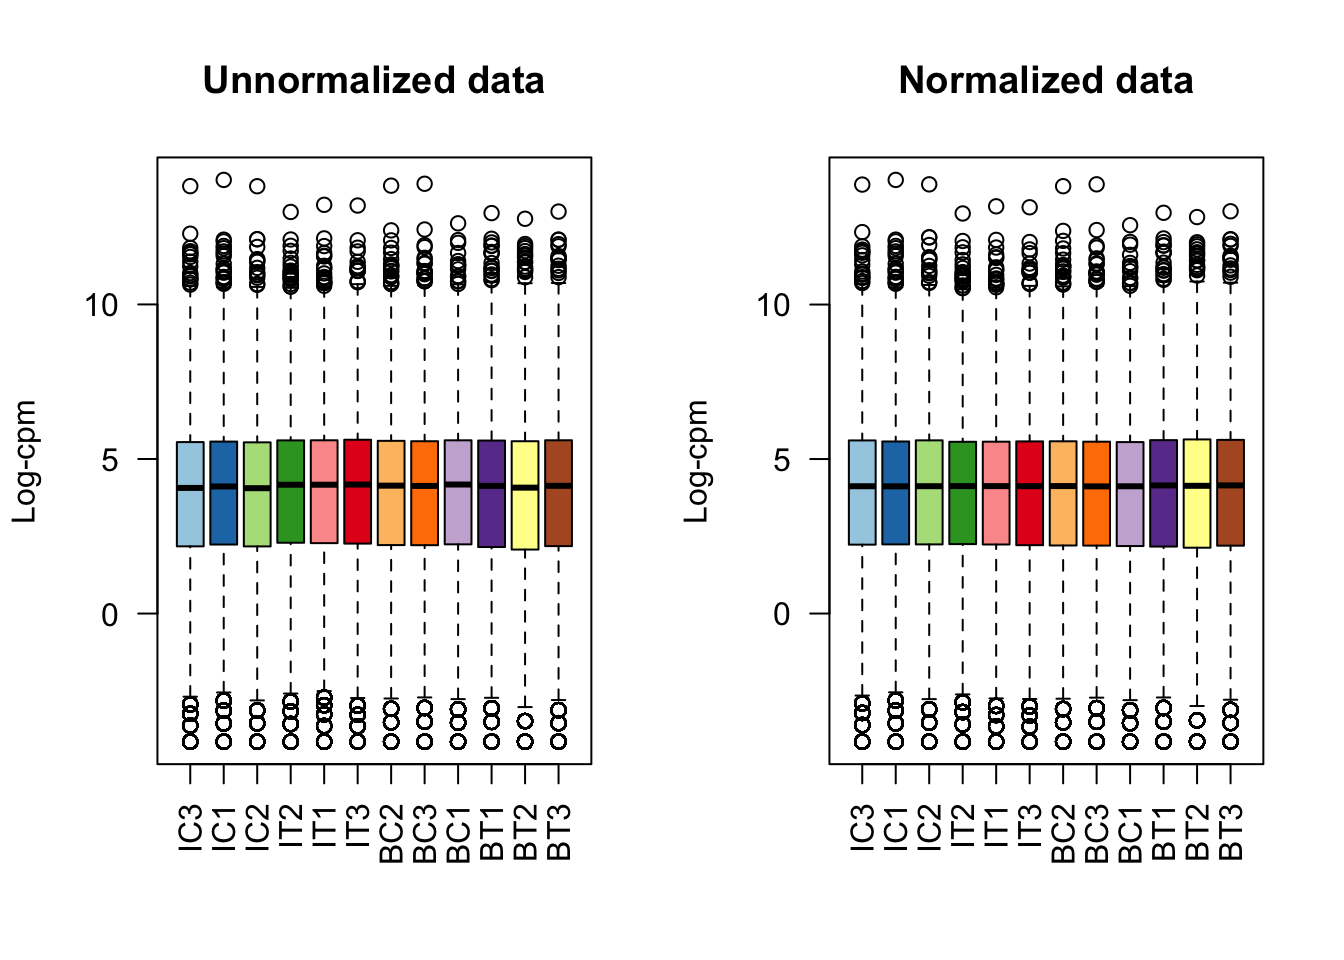 Unnormalized data
Log-cpm
10
5
0
IC3
IC1
IC2
IT2
IT1
IT3
BC2
BC3
BC1
BT1
BT2
BT3
Normalized data
Log-cpm
10
5
0
IC3
IC1
IC2
IT2
IT1
IT3
BC2
BC3
BC1
BT1
BT2
BT3